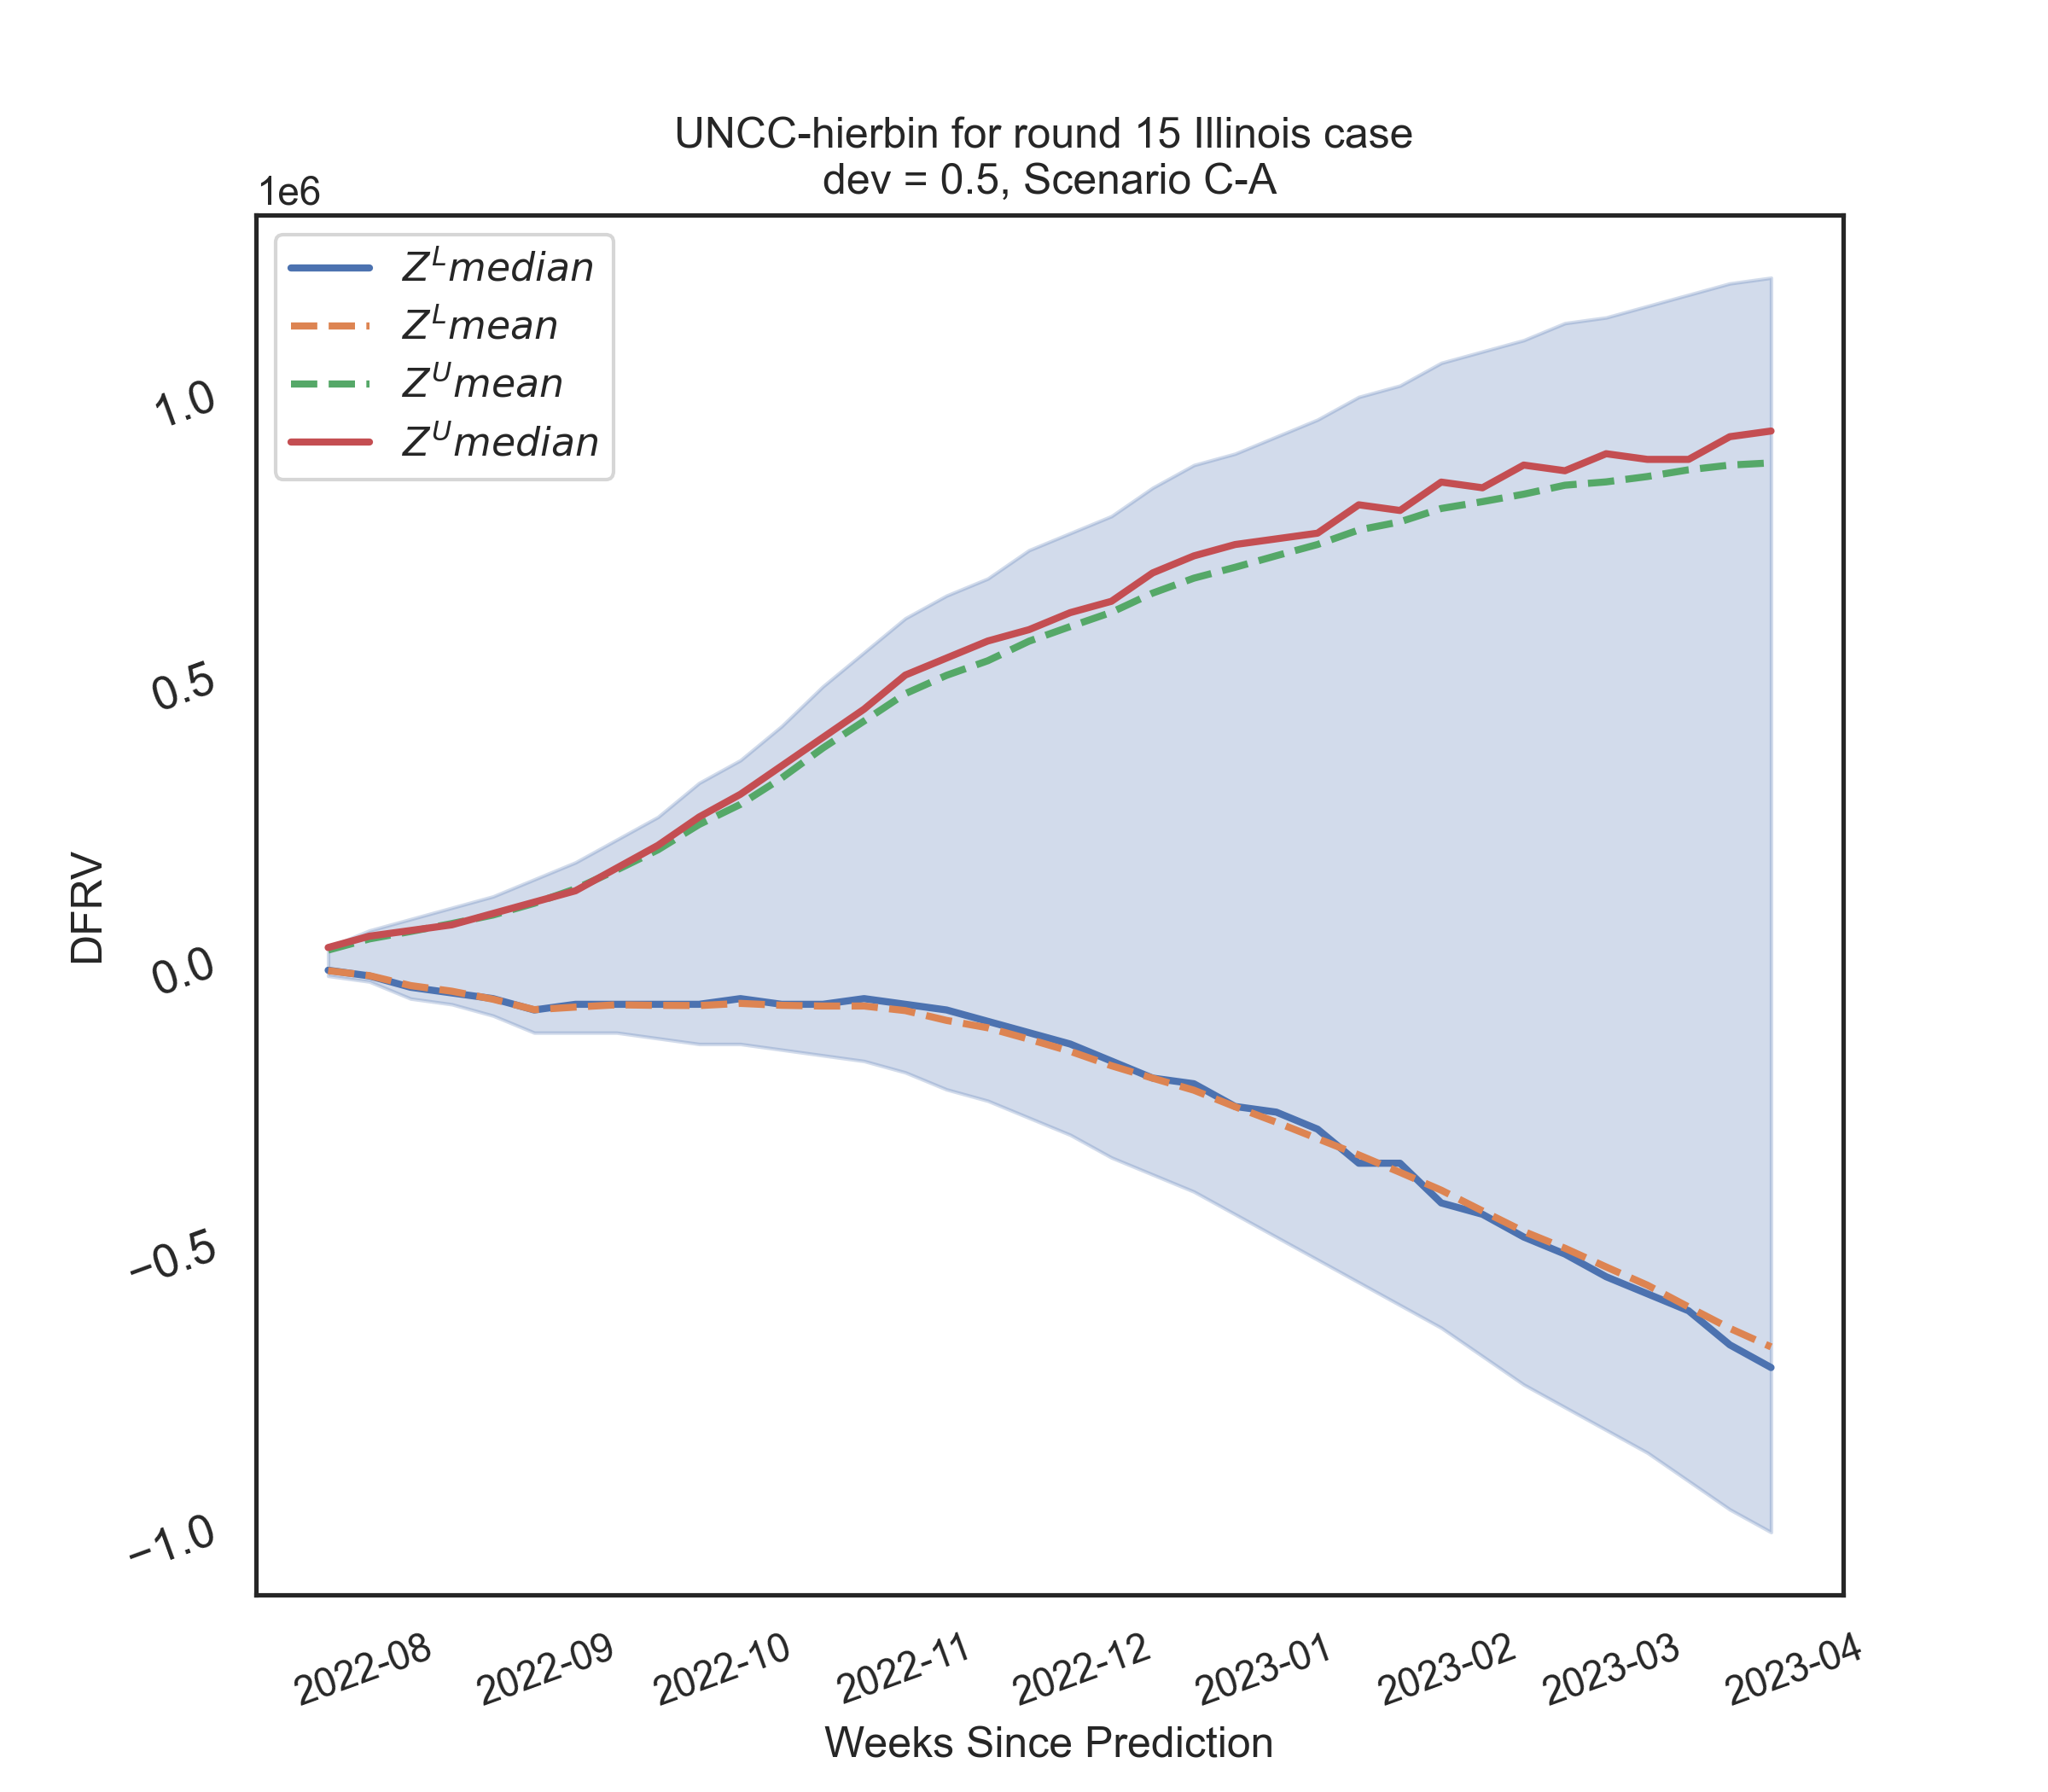 UNCC-hierbin for round 15 Illinois case
dev = 0.5, Scenario C-A
1e6
Z^L median
Z^L mean
Z^U mean
Z^U median
1.0
0.5
0.0
−0.5
−1.0
DFRV
2022-08
2022-09
2022-10
2022-11
2022-12
2023-01
2023-02
2023-03
2023-04
Weeks Since Prediction